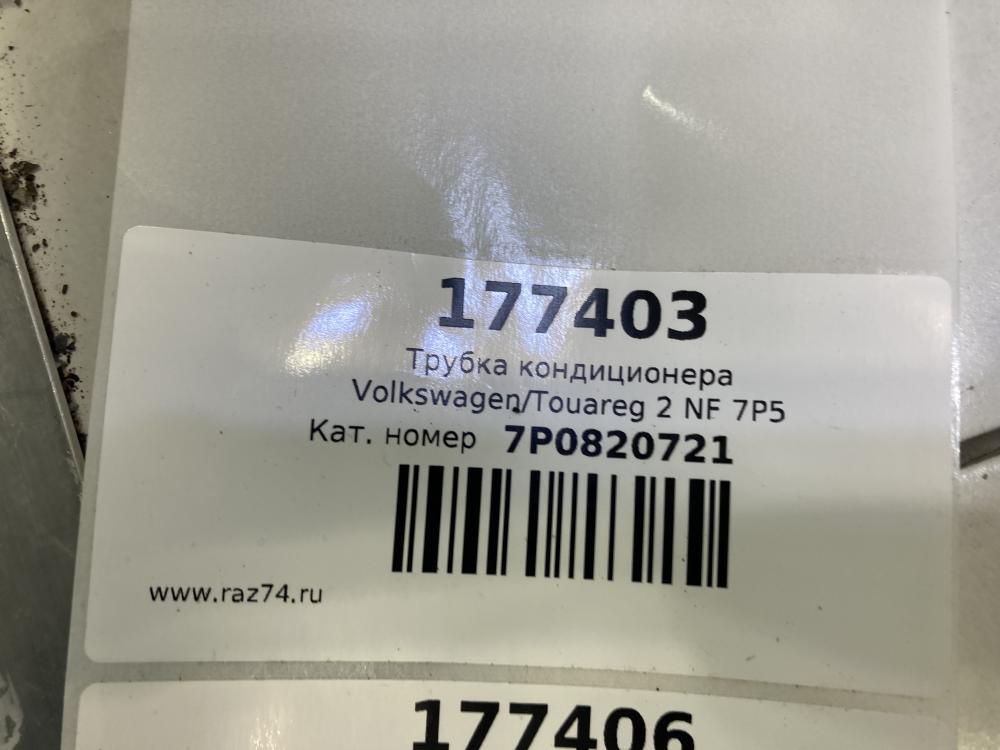 177403
Трубка кондиционера
Volkswagen/Touareg 2 NF 7P5
Кат. номер 7P0820721
www.raz74.ru
177406